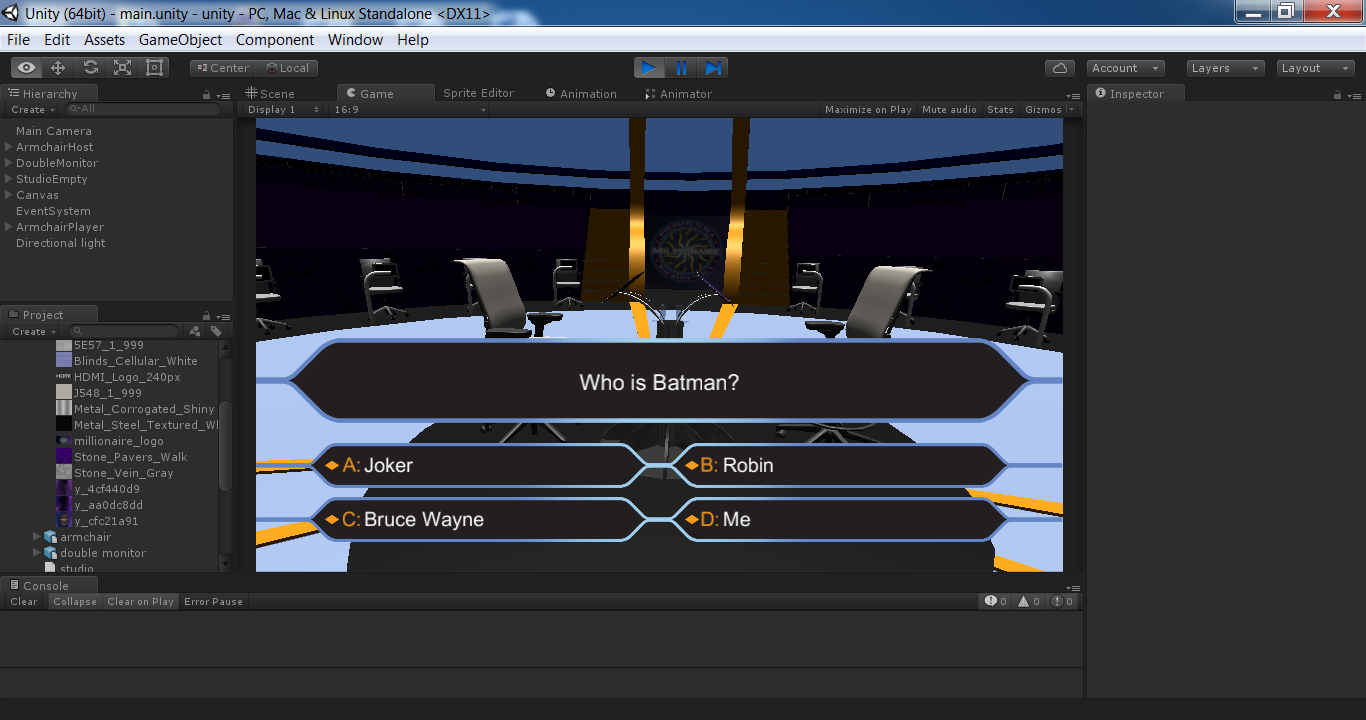 Unity (64bit) - main.unity - unity - PC, Mac & Linux Standalone <DX11>
File Edit Assets GameObject Component Window Help
Center Local Account Layers Layout
Hierarchy
Create All
Main Camera
ArmchairHost
DoubleMonitor
StudioEmpty
Canvas
EventSystem
ArmchairPlayer
Directional light
Project
Create
5E57_1_999
Blinds_Cellular_White
HDMI_Logo_240px
J548_1_999
Metal_Corrogated_Shiny
Metal_Steel_Textured_W
millionaire_logo
Stone_Pavers_Walk
Stone_Vein_Gray
y_4cf440d9
y_aa0dc8dd
y_cfc21a91
armchair
double monitor
studio
Scene Game Sprite Editor Animation Animator
Display 1 16:9 Maximize on Play Mute audio Stats Gizmos
MILLIONAIRE
Who is Batman?
A: Joker B: Robin
C: Bruce Wayne D: Me
Console
Clear Collapse Clear on Play Error Pause 0 0 0
Inspector